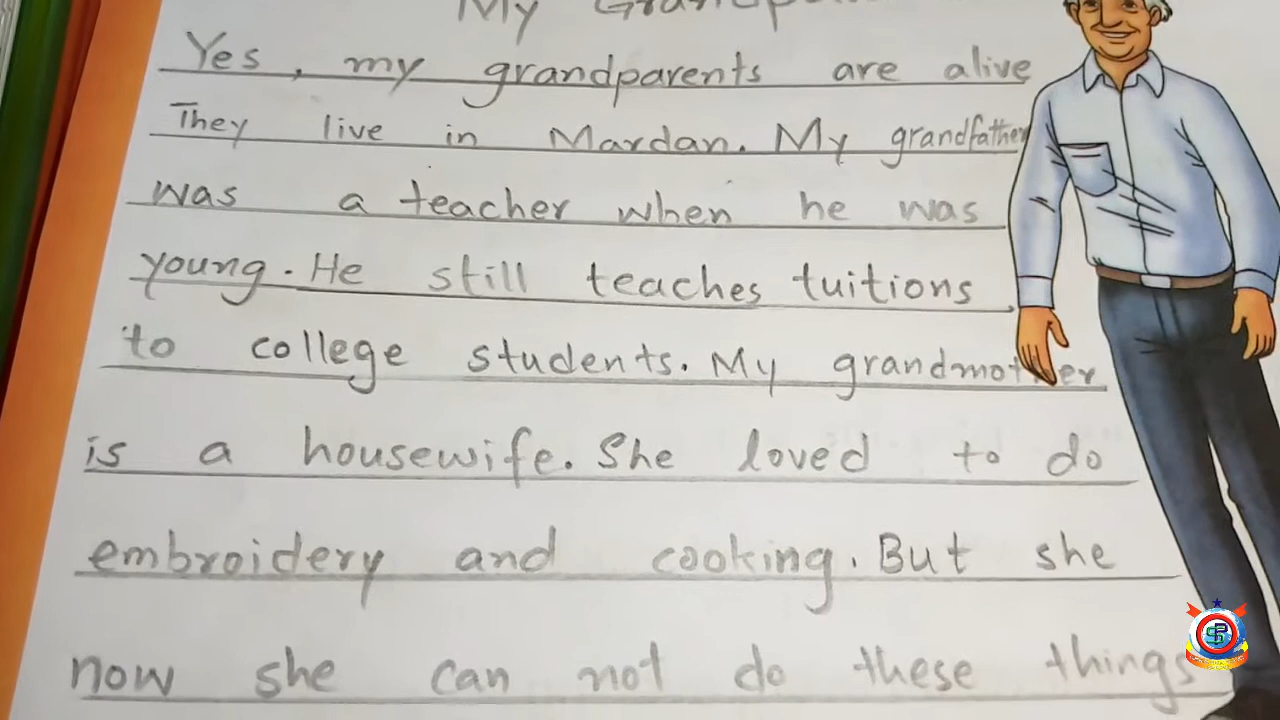 My Grandp
Yes, my grandparents are alive
They live in Mardan. My grandfather
was a teacher when he was
young. He still teaches tuitions
to college students. My grandmother
is a housewife. She loved to do
embroidery and cooking. But she
now she can not do these things